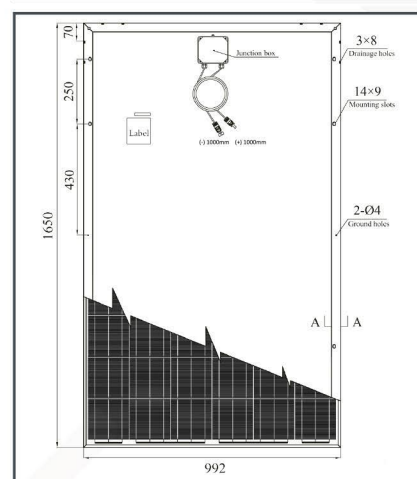 70
3×8
Drainage holes
Junction box
250
14×9
Mounting slots
Label
(-) 1000mm (+) 1000mm
430
1650
2-Ø4
Ground holes
A A
992